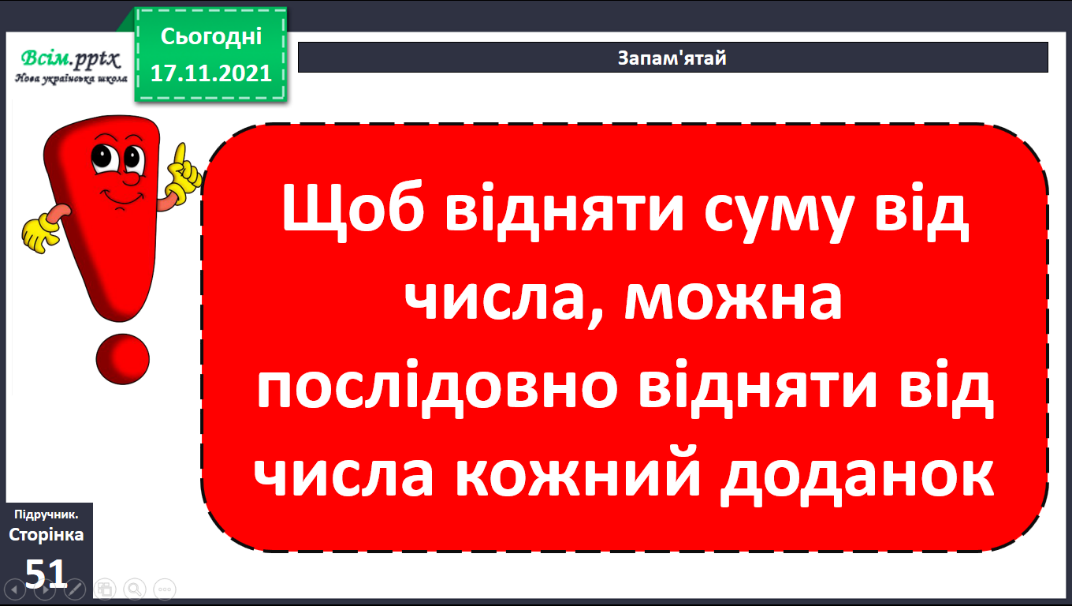 Всім.pptx
Нова українська школа
Сьогодні
17.11.2021
Запам'ятай
Щоб відняти суму від
числа, можна
послідовно відняти від
числа кожний доданок
Підручник.
Сторінка
51